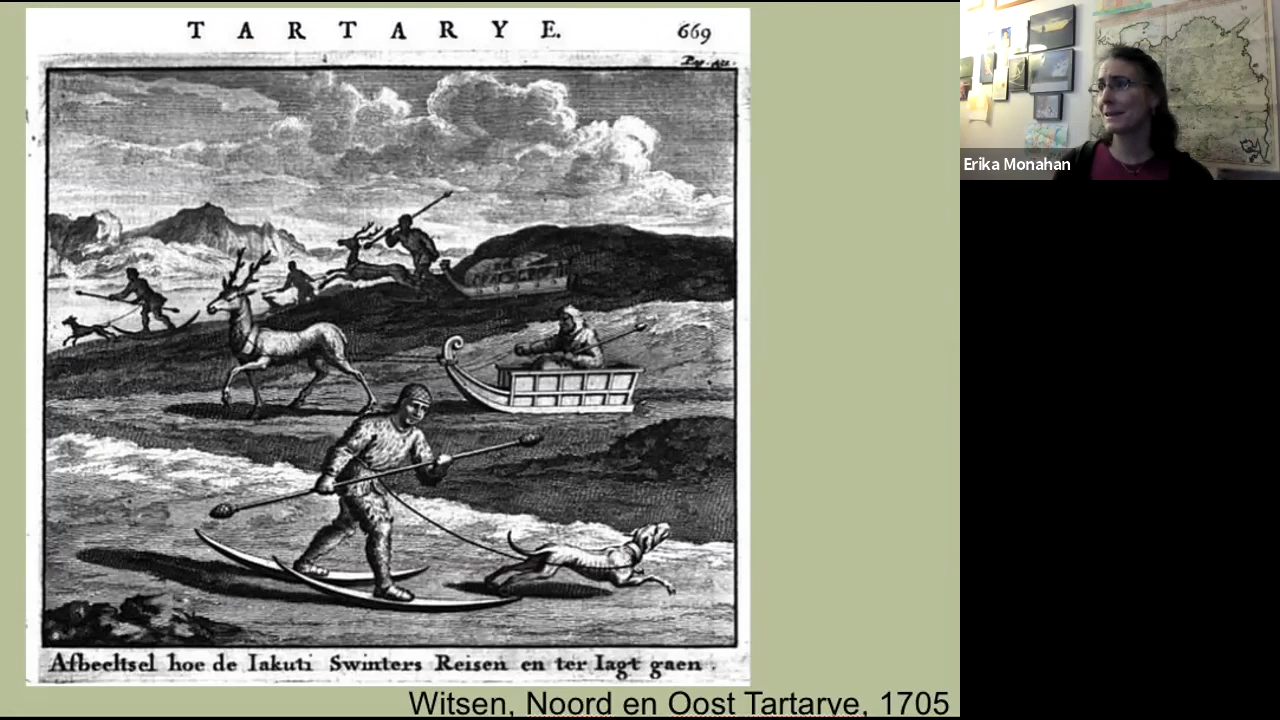 TARTARYE. 669
Afbeeltsel hoe de Iakuti Swinters Reisen en ter Iagt gaen.
Witsen, Noord en Oost Tartarye, 1705
Erika Monahan